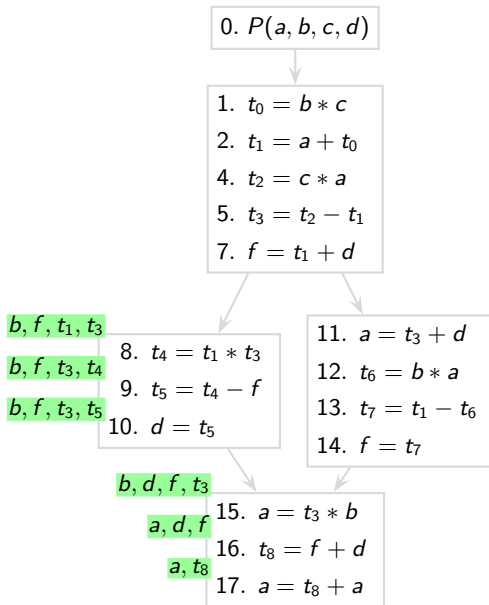 0. P(a, b, c, d)
1. t₀ = b ∗ c
2. t₁ = a + t₀
4. t₂ = c ∗ a
5. t₃ = t₂ − t₁
7. f = t₁ + d
b, f, t₁, t₃
8. t₄ = t₁ ∗ t₃
b, f, t₃, t₄
9. t₅ = t₄ − f
b, f, t₃, t₅
10. d = t₅
11. a = t₃ + d
12. t₆ = b ∗ a
13. t₇ = t₁ − t₆
14. f = t₇
b, d, f, t₃
15. a = t₃ ∗ b
a, d, f
16. t₈ = f + d
a, t₈
17. a = t₈ + a